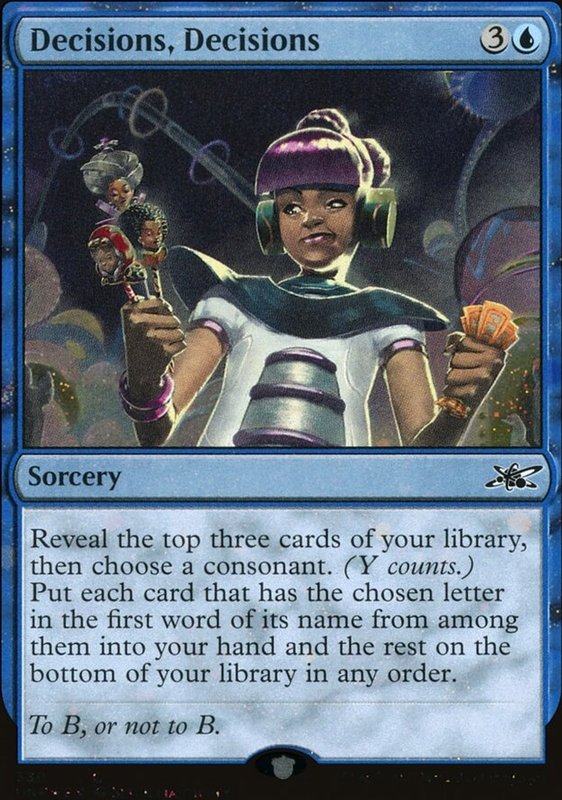 Decisions, Decisions 3
Sorcery
Reveal the top three cards of your library,
then choose a consonant. (Y counts.)
Put each card that has the chosen letter
in the first word of its name from among
them into your hand and the rest on the
bottom of your library in any order.
To B, or not to B.